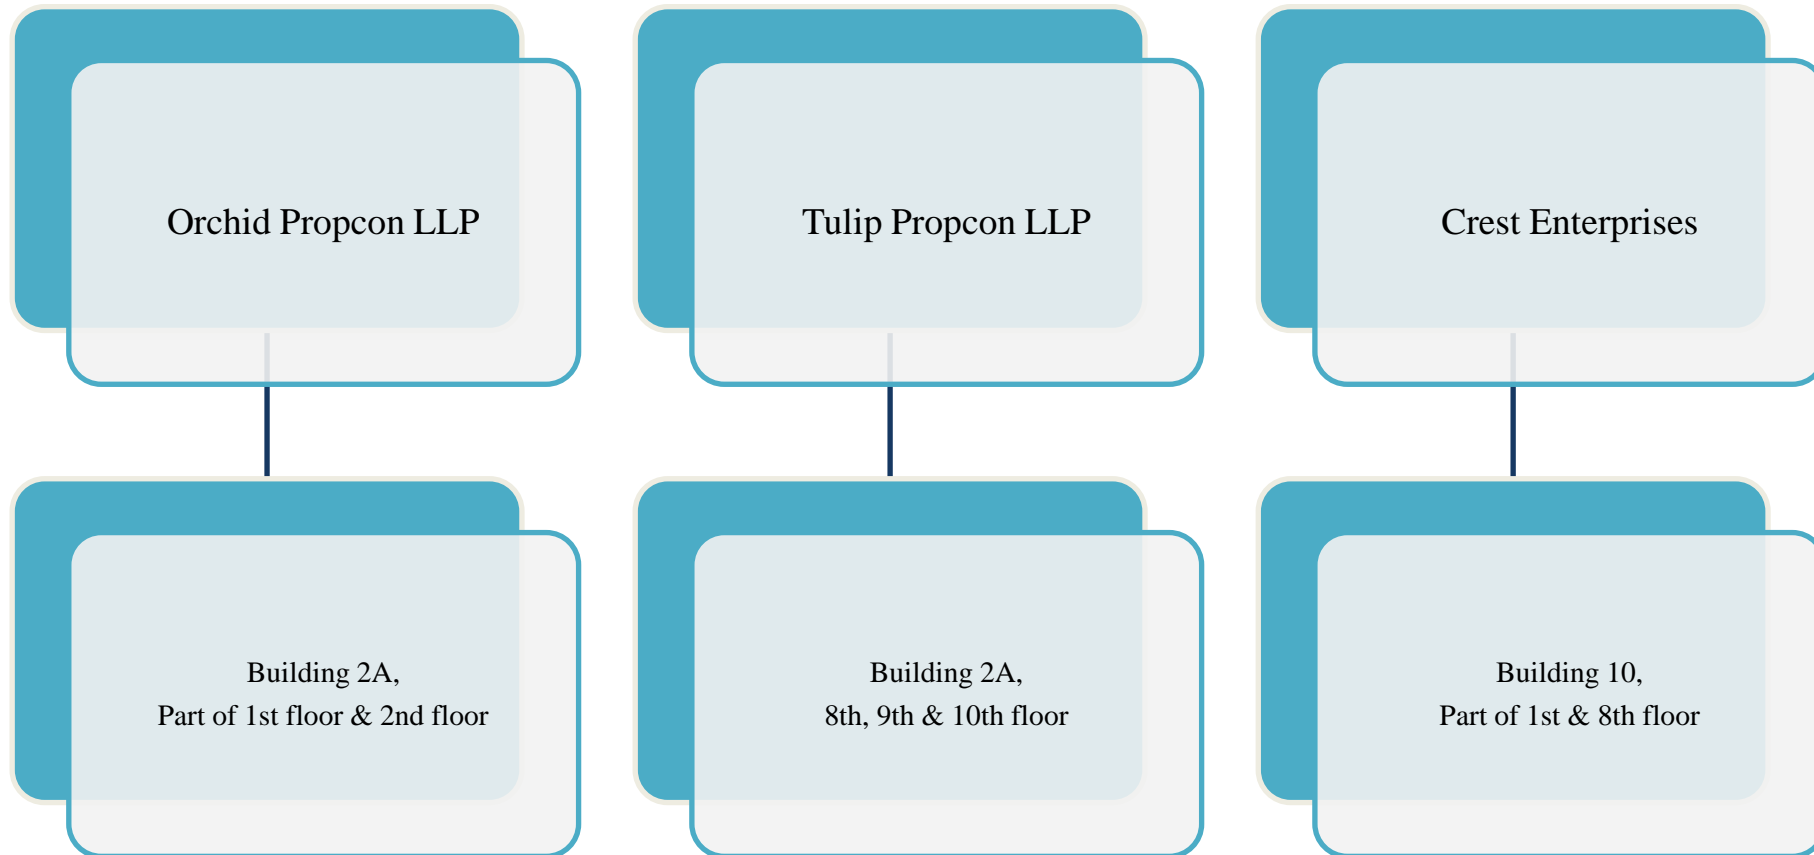 Orchid Propcon LLP
Tulip Propcon LLP
Crest Enterprises
Building 2A,
Part of 1st floor & 2nd floor
Building 2A,
8th, 9th & 10th floor
Building 10,
Part of 1st & 8th floor